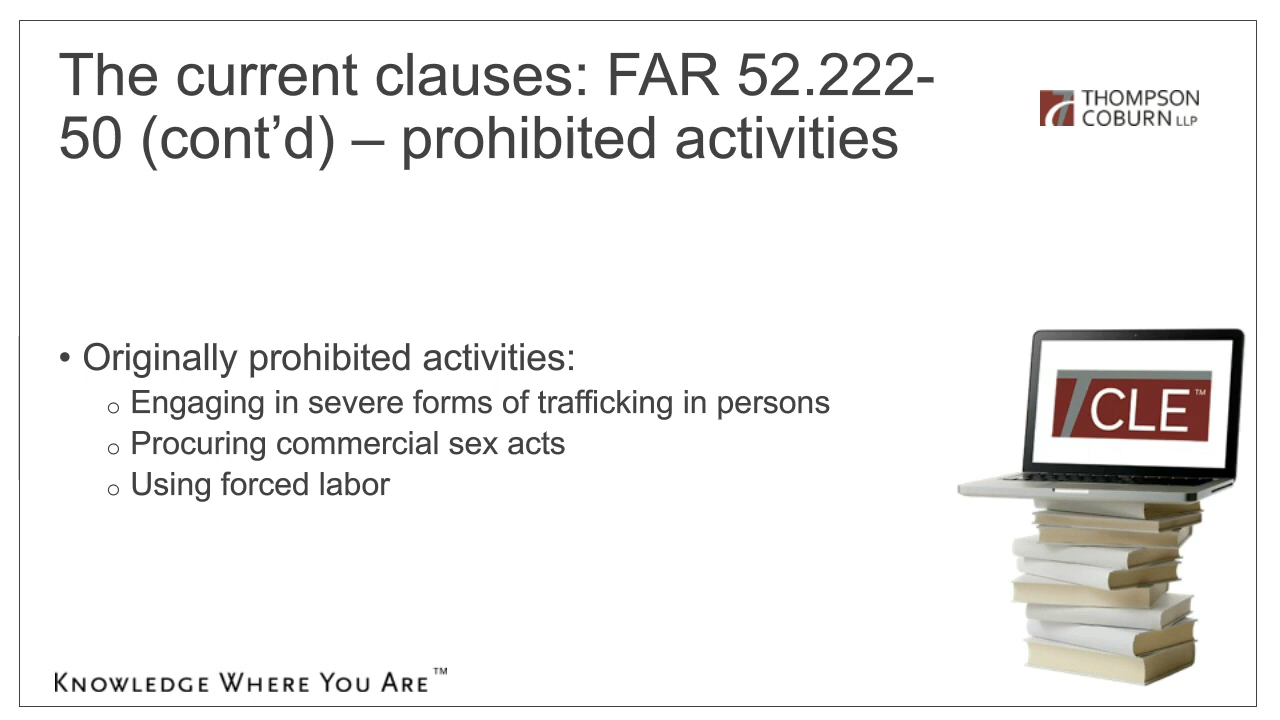 The current clauses: FAR 52.222-
50 (cont’d) – prohibited activities
THOMPSON
COBURN LLP
• Originally prohibited activities:
o Engaging in severe forms of trafficking in persons
o Procuring commercial sex acts
o Using forced labor
CLE™
KNOWLEDGE WHERE YOU ARE™